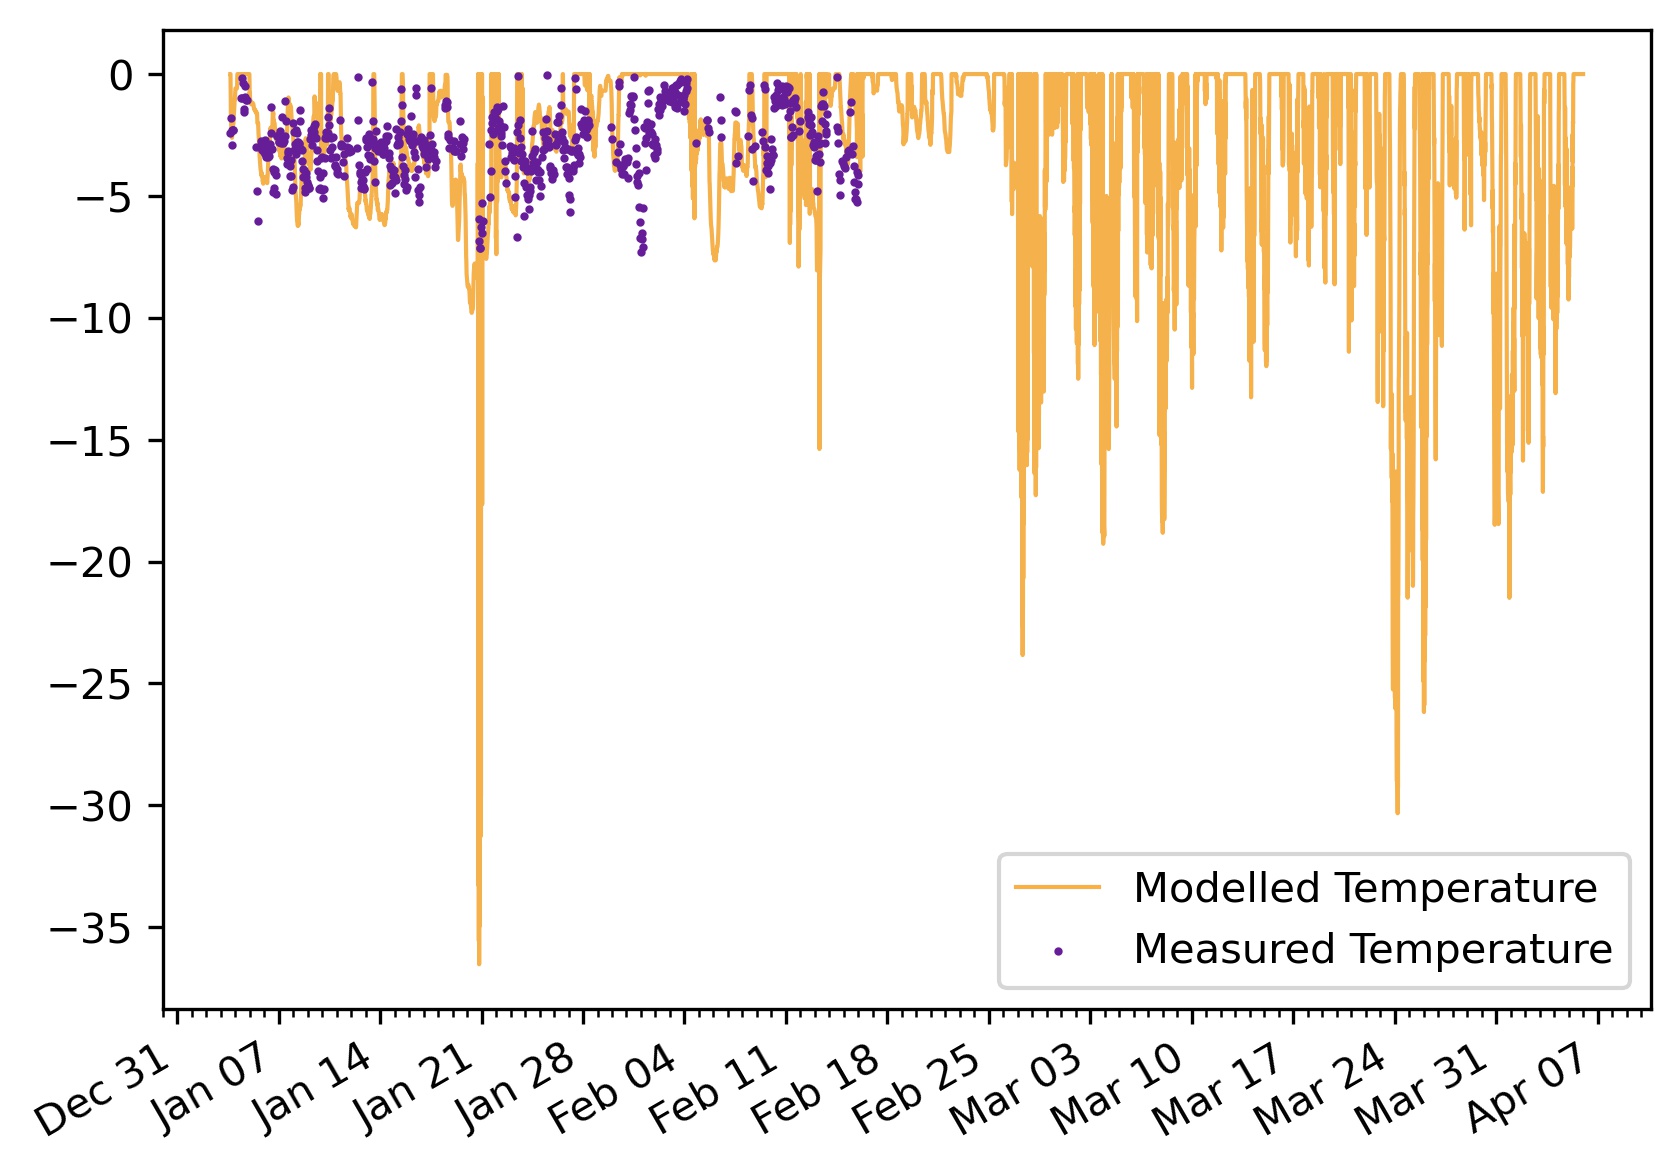 0
−5
−10
−15
−20
−25
−30
−35
Modelled Temperature
Measured Temperature
Dec 31
Jan 07
Jan 14
Jan 21
Jan 28
Feb 04
Feb 11
Feb 18
Feb 25
Mar 03
Mar 10
Mar 17
Mar 24
Mar 31
Apr 07